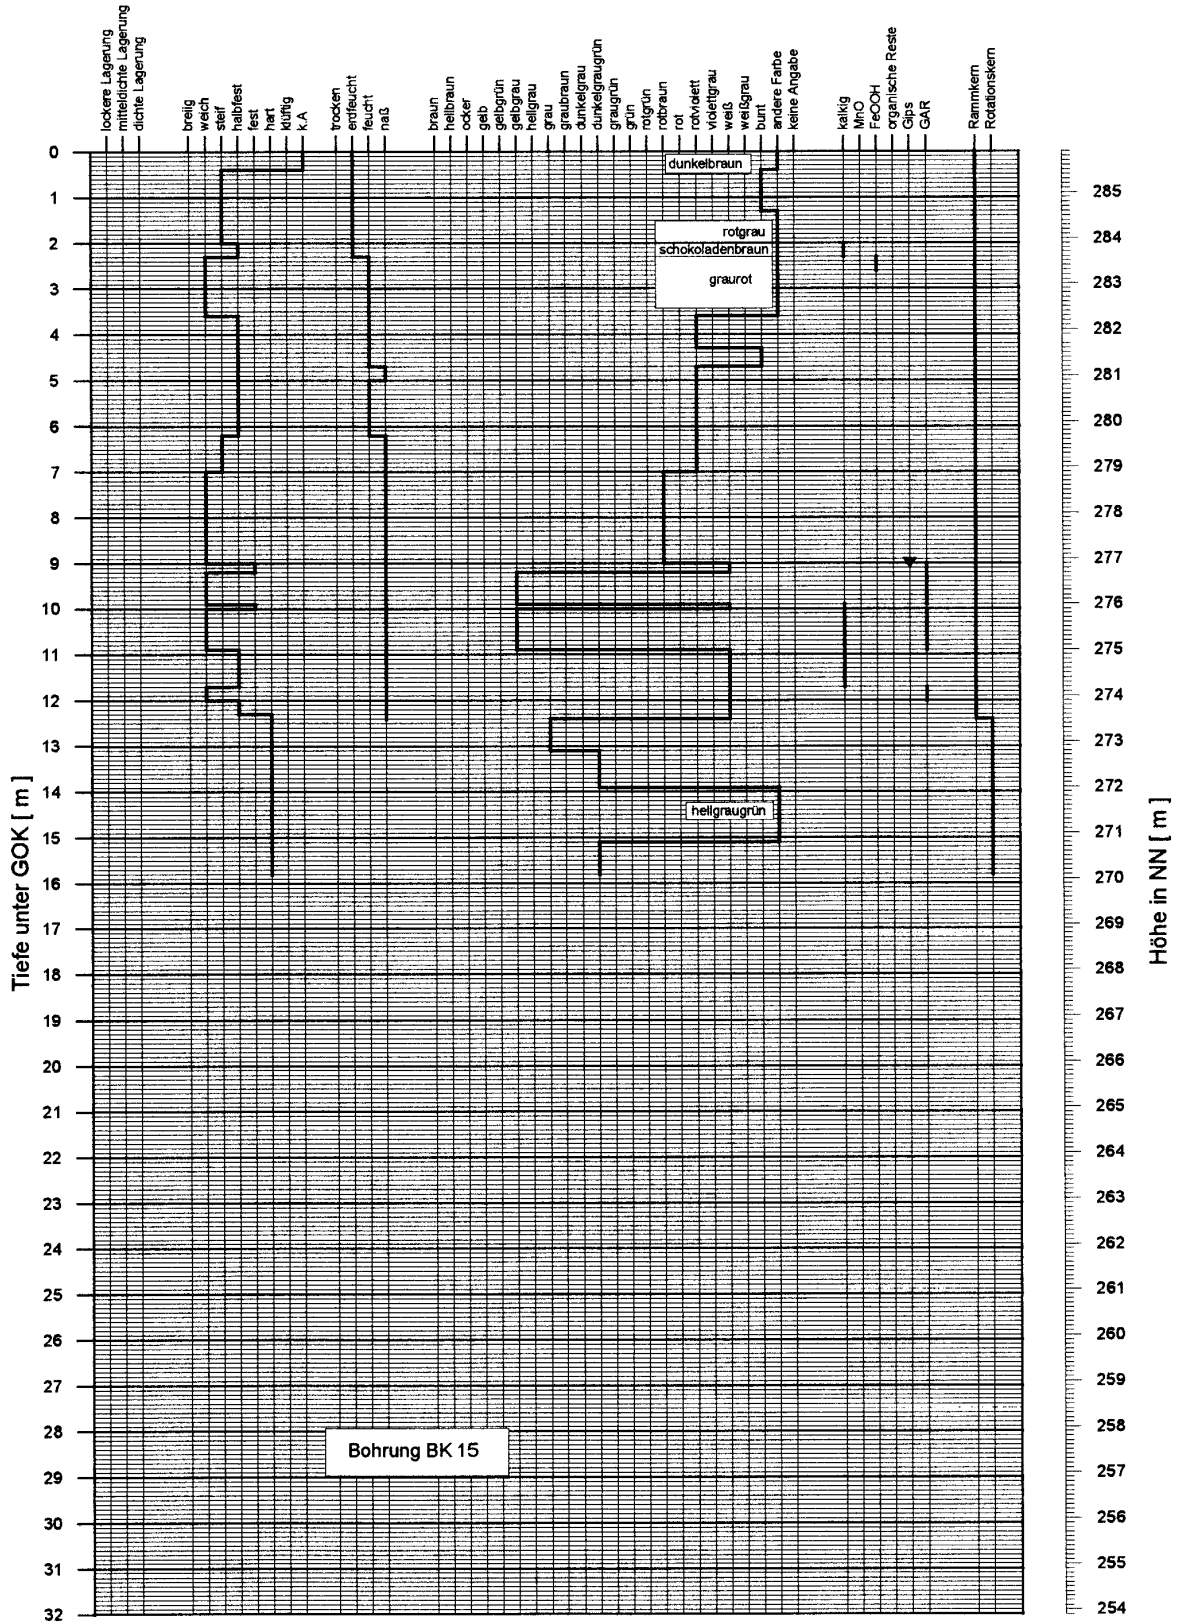 lockere Lagerung
mitteldichte Lagerung
dichte Lagerung
breiig
weich
steif
halbfest
fest
hart
klüftig
k.A
trocken
erdfeucht
feucht
naß
braun
hellbraun
ocker
gelb
gelbgrün
gelbgrau
hellgrau
grau
graubraun
dunkelgrau
dunkelgraugrün
graugrün
grün
rotgrün
rotbraun
rot
rotviolett
violettgrau
weiß
weißgrau
bunt
andere Farbe
keine Angabe
kalkig
MnO
FeOOH
organische Reste
Gips
GAR
Rammkern
Rotationskern
0
1
2
3
4
5
6
7
8
9
10
11
12
13
14
15
16
17
18
19
20
21
22
23
24
25
26
27
28
29
30
31
32
Tiefe unter GOK [ m ]
dunkelbraun
rotgrau
schokoladenbraun
graurot
hellgraugrün
Bohrung BK 15
285
284
283
282
281
280
279
278
277
276
275
274
273
272
271
270
269
268
267
266
265
264
263
262
261
260
259
258
257
256
255
254
Höhe in NN [ m ]